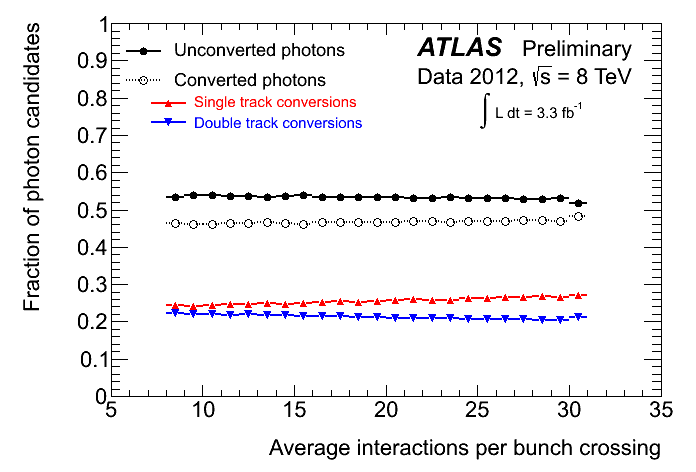 Fraction of photon candidates
1
0.9
0.8
0.7
0.6
0.5
0.4
0.3
0.2
0.1
0
Unconverted photons
Converted photons
Single track conversions
Double track conversions
ATLAS Preliminary
Data 2012, √s = 8 TeV
∫ L dt = 3.3 fb⁻¹
5 10 15 20 25 30 35
Average interactions per bunch crossing